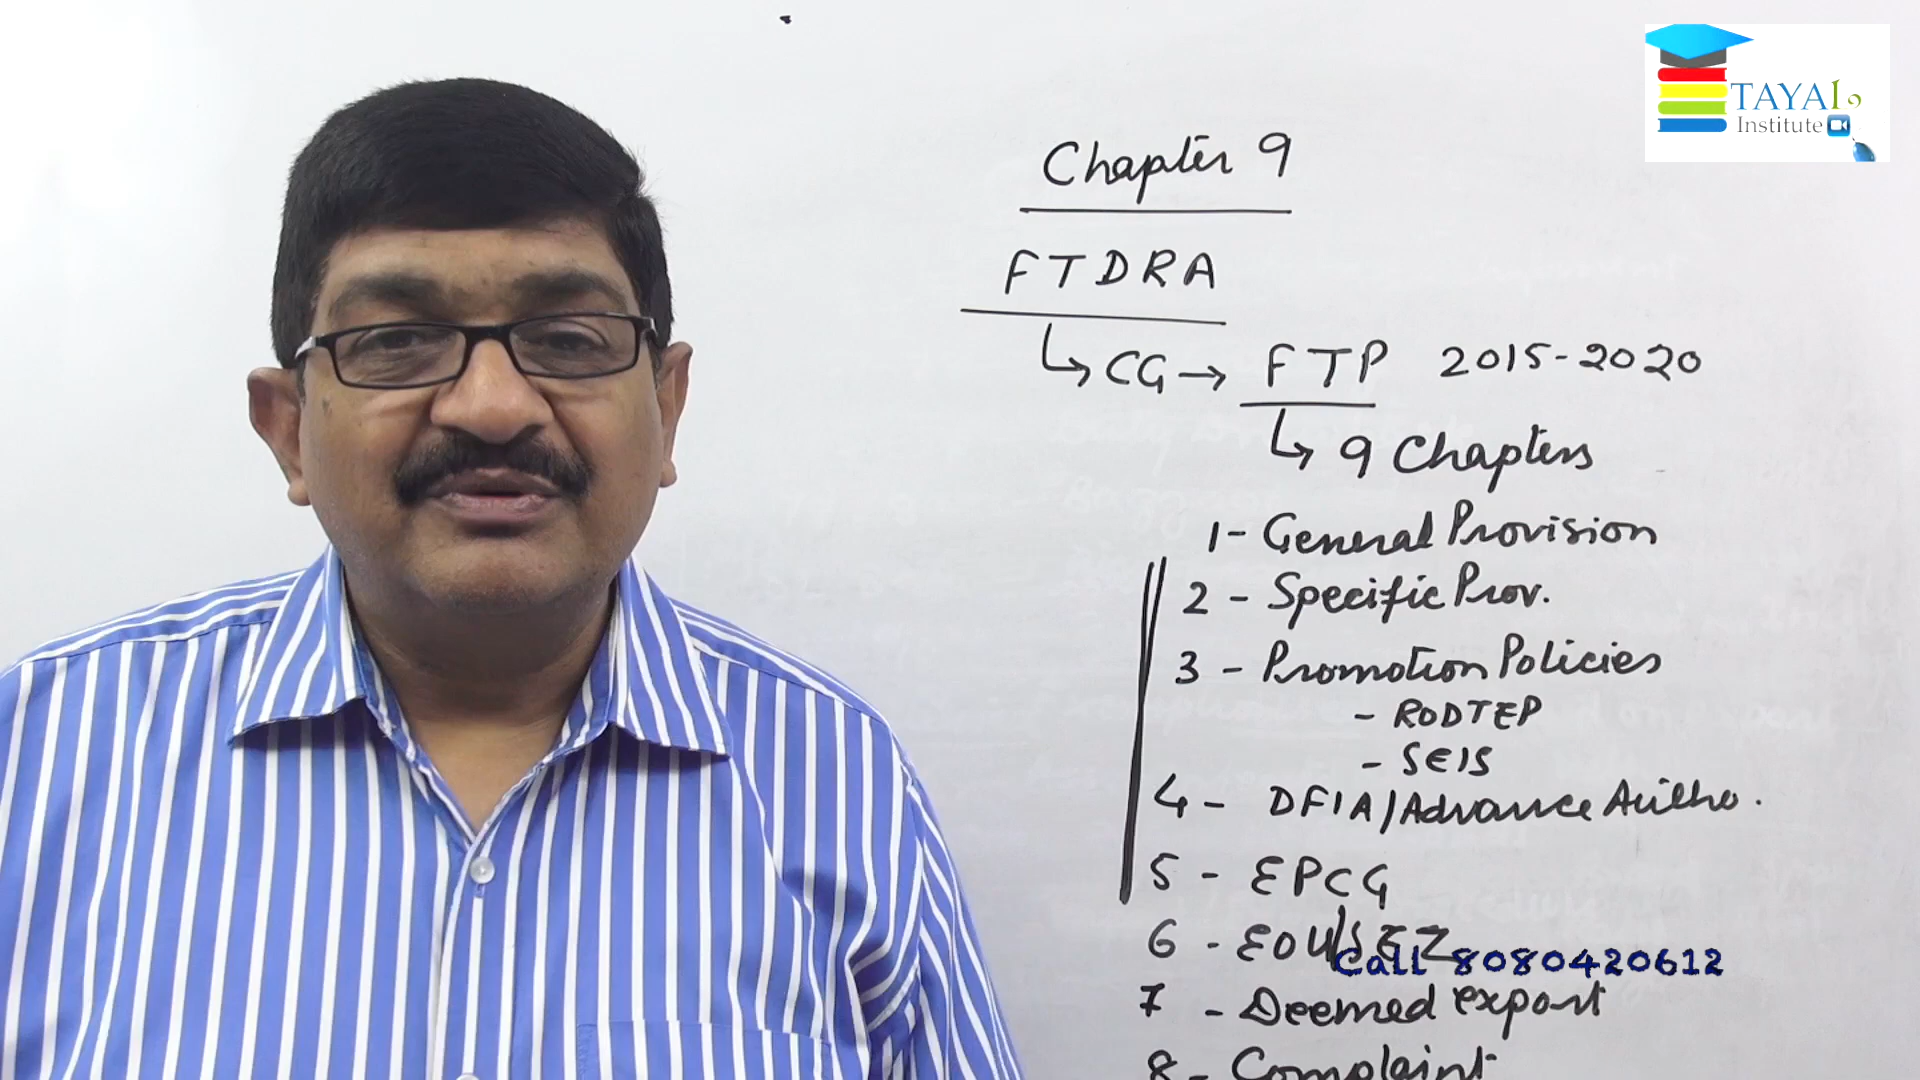 TAYAL
Institute
Chapter 9
FTDRA
↳ CG → FTP 2015-2020
↳ 9 Chapters
1 - General Provision
2 - Specific Prov.
3 - Promotion Policies
- RODTEP
- SEIS
4 - DFIA/Advance Autho.
5 - EPCG
6 - EOU/SEZ
Call 8080420612
7 - Deemed export
8 - Complaint